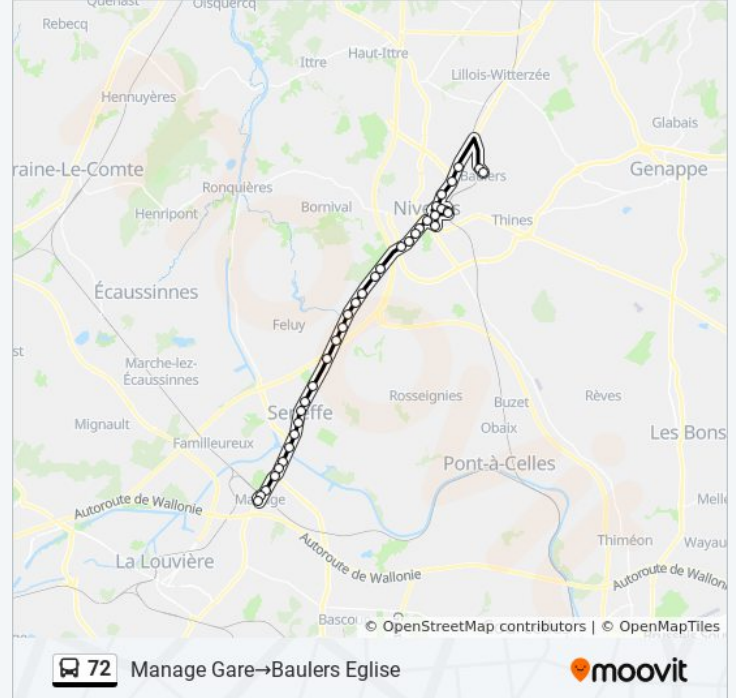 Quenast
Oisquercq
Rebecq
Haut-Ittre
Ittre
Lillois-Witterzée
Hennuyères
Glabais
raine-Le-Comte
Genappe
Baulers
Ronquières
Henripont
Bornival
Nivelles
Thines
Écaussinnes
Feluy
st
Marche-lez-
Écaussinnes
Rosseignies
Buzet
Rèves
Seneffe
Mignault
Obaix
Familleureux
Les Bons
Pont-à-Celles
Manage
Autoroute de Wallonie
Melle
Thiméon
Wayau
Autoroute de Wallonie
La Louvière
Autoroute de Wallon
Bascou
© OpenStreetMap contributors | © OpenMapTiles
72 Manage Gare→Baulers Eglise
moovit